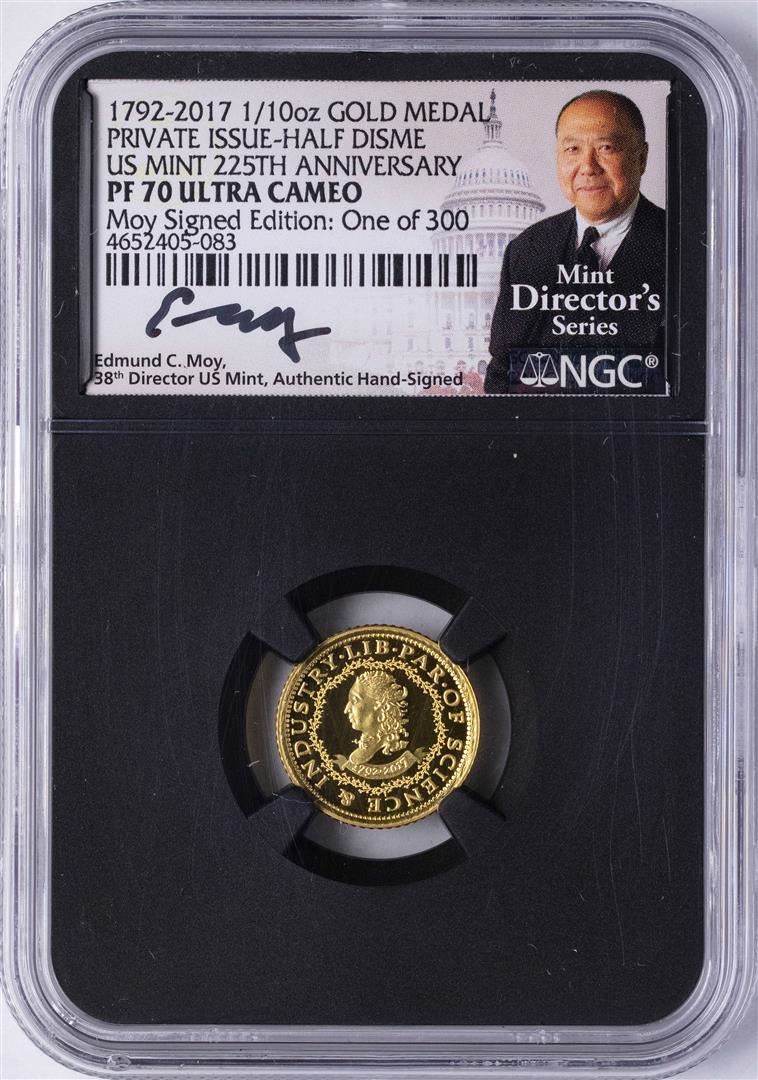 1792-2017 1/10oz GOLD MEDAL
PRIVATE ISSUE-HALF DISME
US MINT 225TH ANNIVERSARY
PF 70 ULTRA CAMEO
Moy Signed Edition: One of 300
4652405-083
Edmund C. Moy,
38th Director US Mint, Authentic Hand-Signed
Mint
Director's
Series
NGC®
LIB·PAR·OF SCIENCE & INDUSTRY·
1792·2017